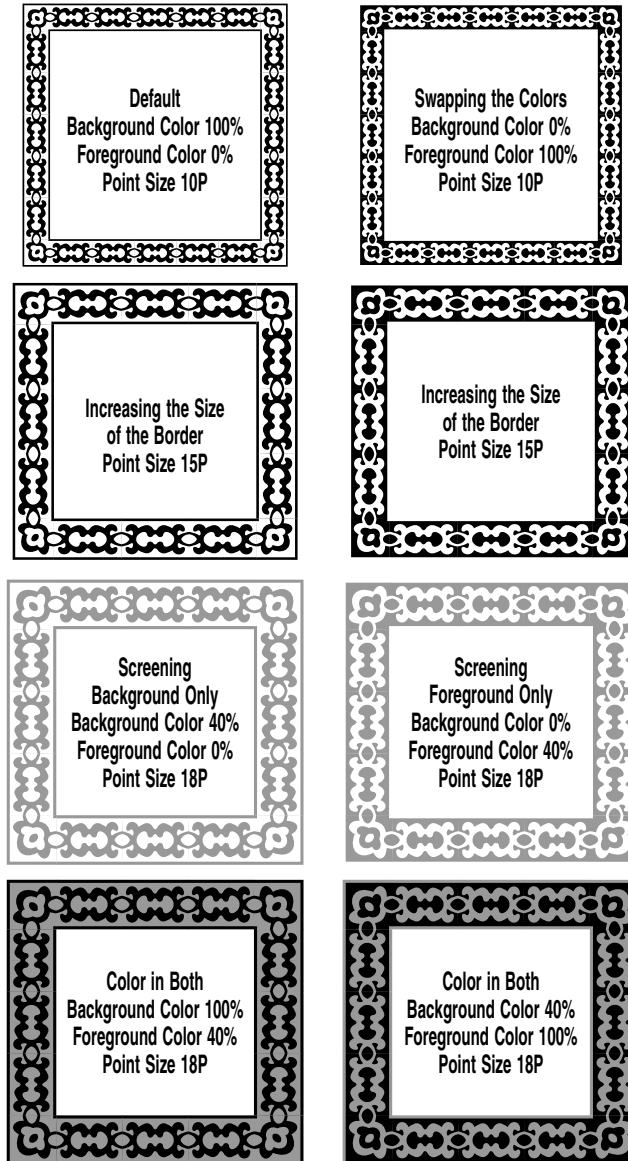 Default
Background Color 100%
Foreground Color 0%
Point Size 10P
Swapping the Colors
Background Color 0%
Foreground Color 100%
Point Size 10P
Increasing the Size
of the Border
Point Size 15P
Increasing the Size
of the Border
Point Size 15P
Screening
Background Only
Background Color 40%
Foreground Color 0%
Point Size 18P
Screening
Foreground Only
Background Color 0%
Foreground Color 40%
Point Size 18P
Color in Both
Background Color 100%
Foreground Color 40%
Point Size 18P
Color in Both
Background Color 40%
Foreground Color 100%
Point Size 18P